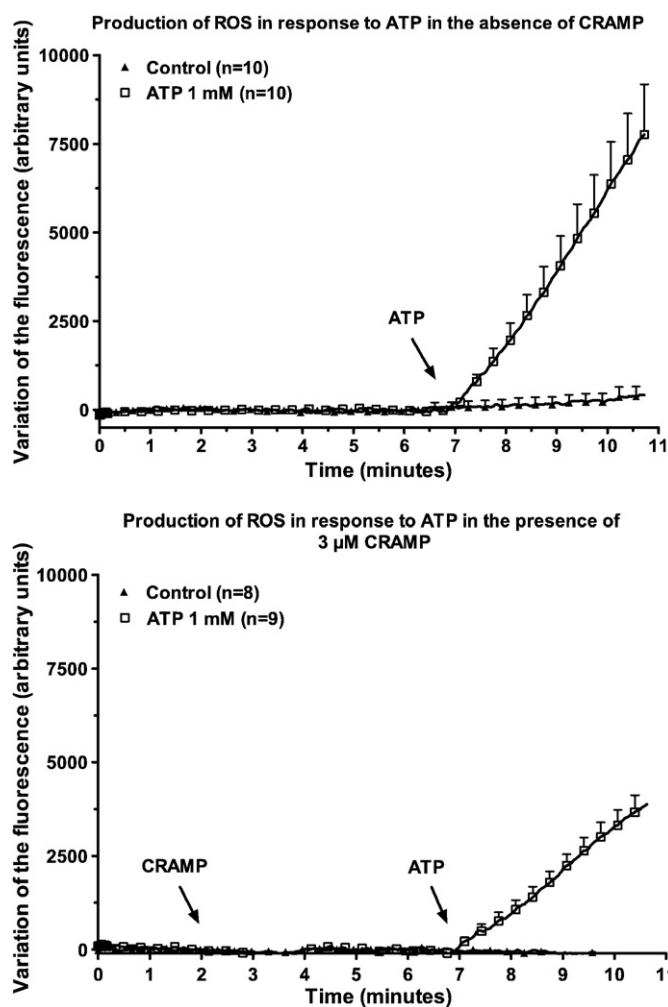 Production of ROS in response to ATP in the absence of CRAMP
Variation of the fluorescence (arbitrary units)
10000
7500
5000
2500
0
Control (n=10)
ATP 1 mM (n=10)
ATP
0 1 2 3 4 5 6 7 8 9 10 11
Time (minutes)
Production of ROS in response to ATP in the presence of
3 µM CRAMP
Variation of the fluorescence (arbitrary units)
10000
7500
5000
2500
0
Control (n=8)
ATP 1 mM (n=9)
CRAMP
ATP
0 1 2 3 4 5 6 7 8 9 10 11
Time (minutes)